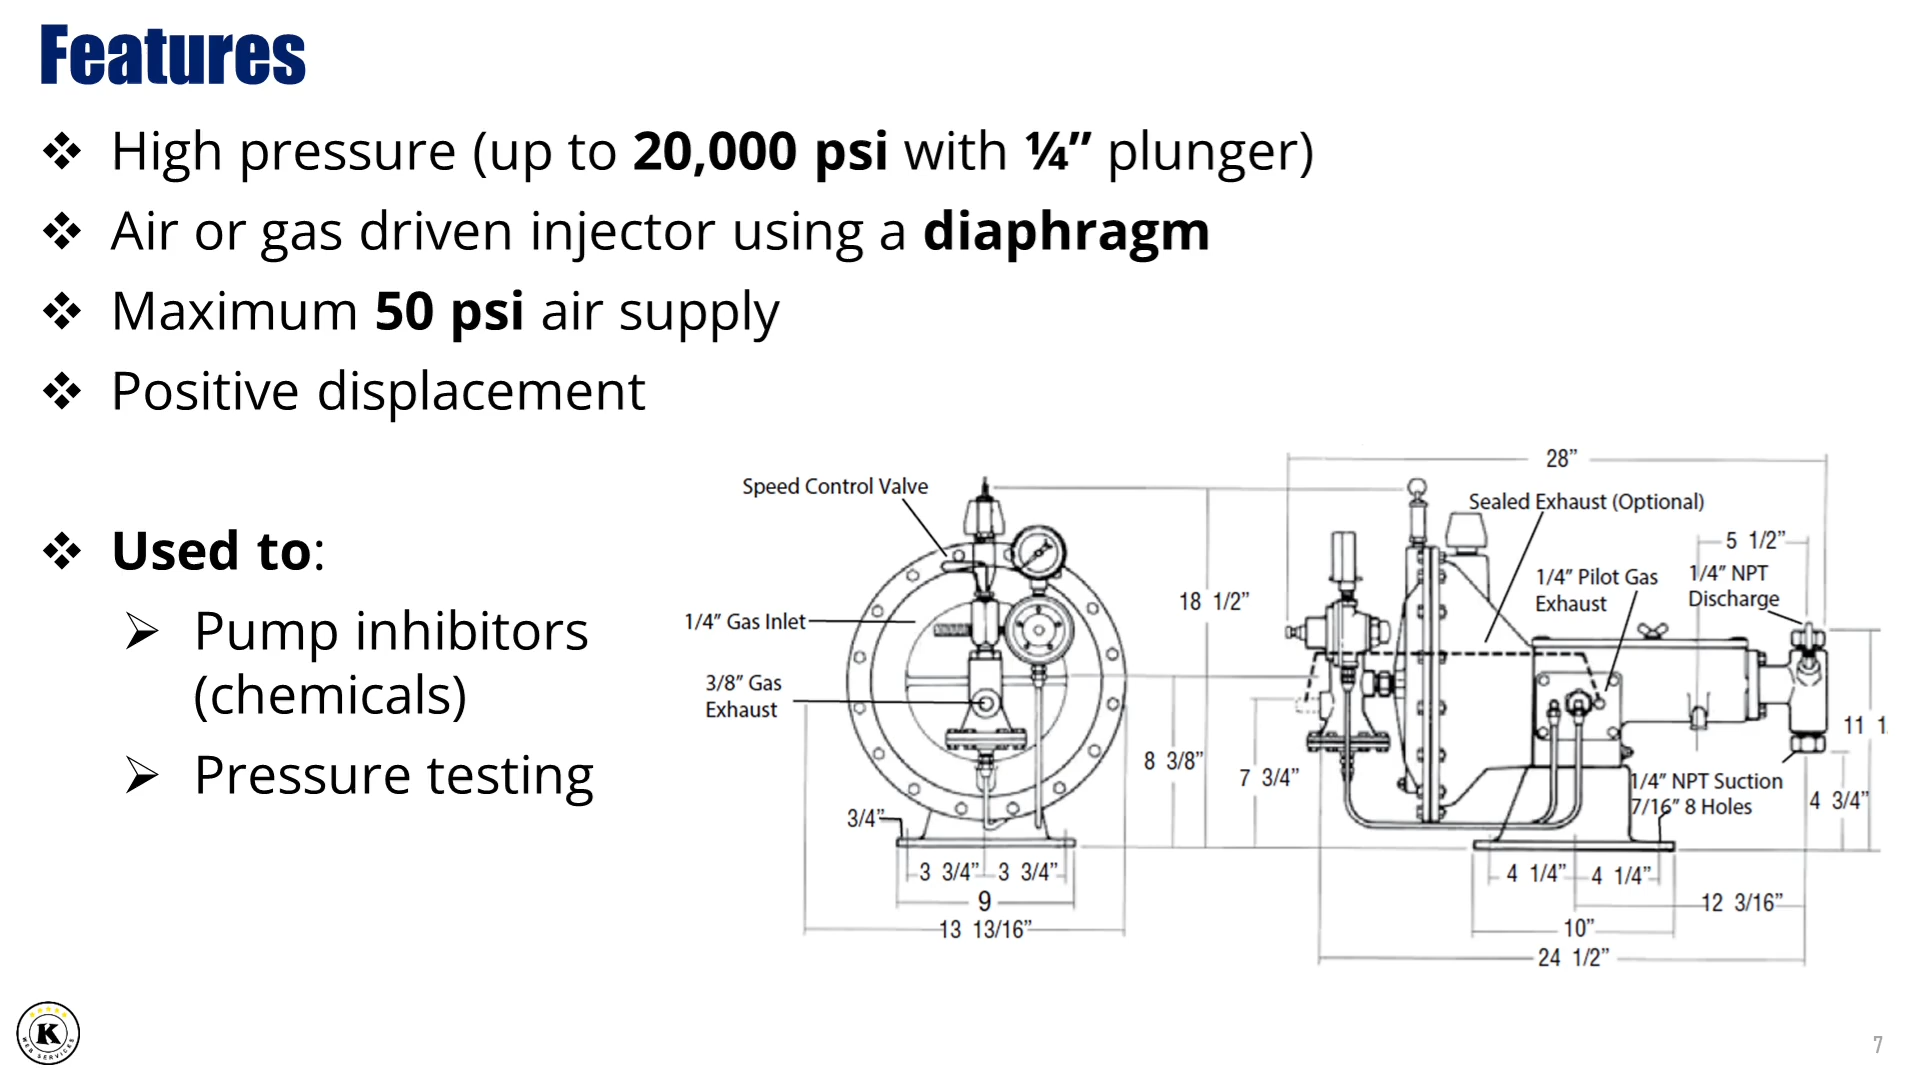 Features
❖ High pressure (up to 20,000 psi with ¼” plunger)
❖ Air or gas driven injector using a diaphragm
❖ Maximum 50 psi air supply
❖ Positive displacement
❖ Used to:
➢ Pump inhibitors
(chemicals)
➢ Pressure testing
Speed Control Valve
1/4” Gas Inlet
3/8” Gas
Exhaust
3/4”
3 3/4”
3 3/4”
9
13 13/16”
18 1/2”
8 3/8”
7 3/4”
28”
Sealed Exhaust (Optional)
5 1/2”
1/4” Pilot Gas
Exhaust
1/4” NPT
Discharge
11 1
1/4” NPT Suction
7/16” 8 Holes
4 3/4”
4 1/4”
4 1/4”
12 3/16”
10”
24 1/2”
K
WEB SERVICES
7